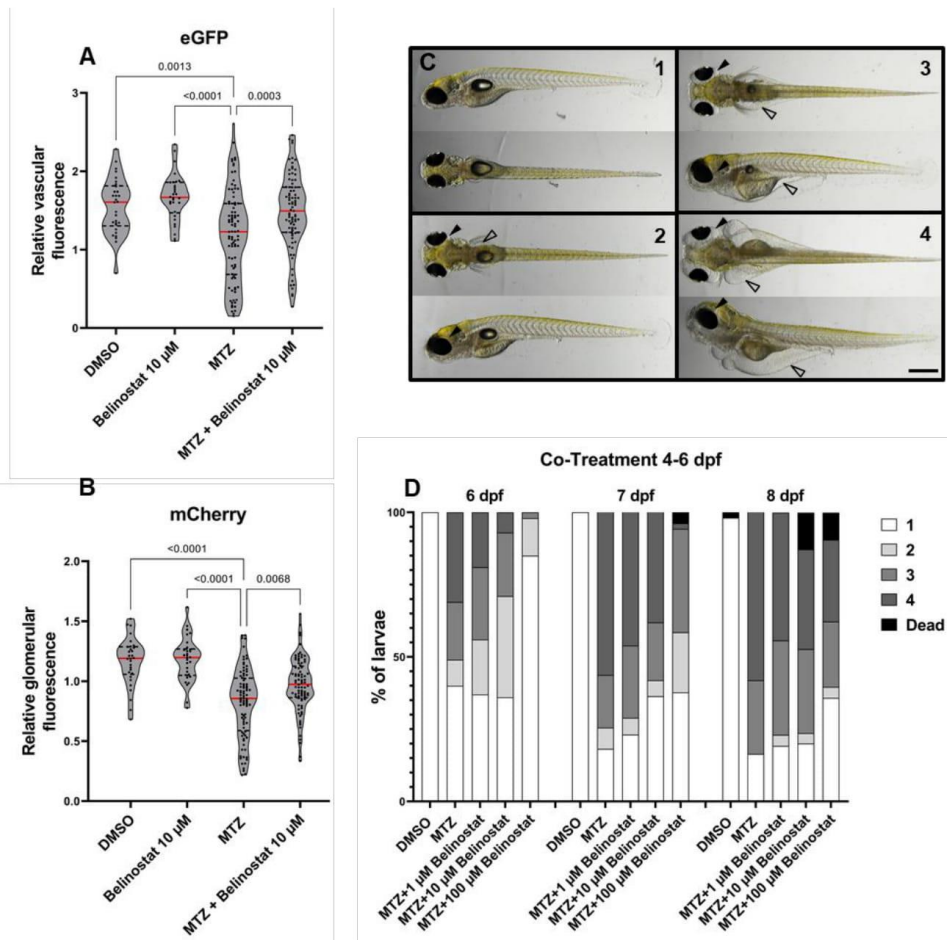 A
eGFP
0.0013
<0.0001
0.0003
3
2
1
0
Relative vascular
fluorescence
DMSO
Belinostat 10 µM
MTZ
MTZ + Belinostat 10 µM
B
mCherry
<0.0001
<0.0001
0.0068
2.0
1.5
1.0
0.5
0.0
Relative glomerular
fluorescence
DMSO
Belinostat 10 µM
MTZ
MTZ + Belinostat 10 µM
C
1
3
2
4
Co-Treatment 4-6 dpf
D
6 dpf
7 dpf
8 dpf
100
50
0
% of larvae
DMSO
MTZ
MTZ+1 µM Belinostat
MTZ+10 µM Belinostat
MTZ+100 µM Belinostat
DMSO
MTZ
MTZ+1 µM Belinostat
MTZ+10 µM Belinostat
MTZ+100 µM Belinostat
DMSO
MTZ
MTZ+1 µM Belinostat
MTZ+10 µM Belinostat
MTZ+100 µM Belinostat
1
2
3
4
Dead